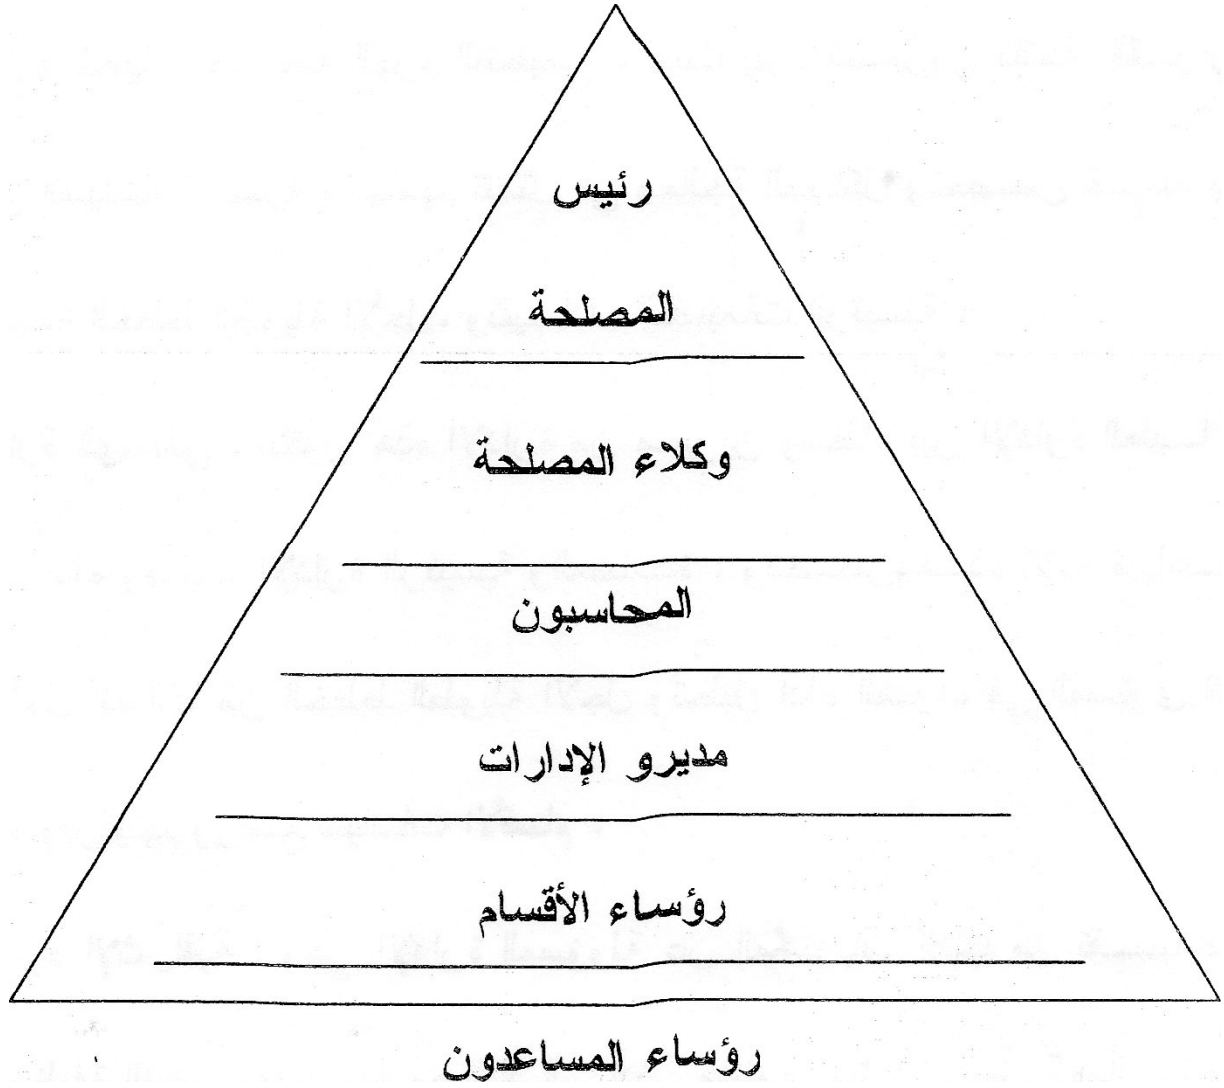 رئيس
المصلحة
وكلاء المصلحة
المحاسبون
مديرو الإدارات
رؤساء الأقسام
رؤساء المساعدون